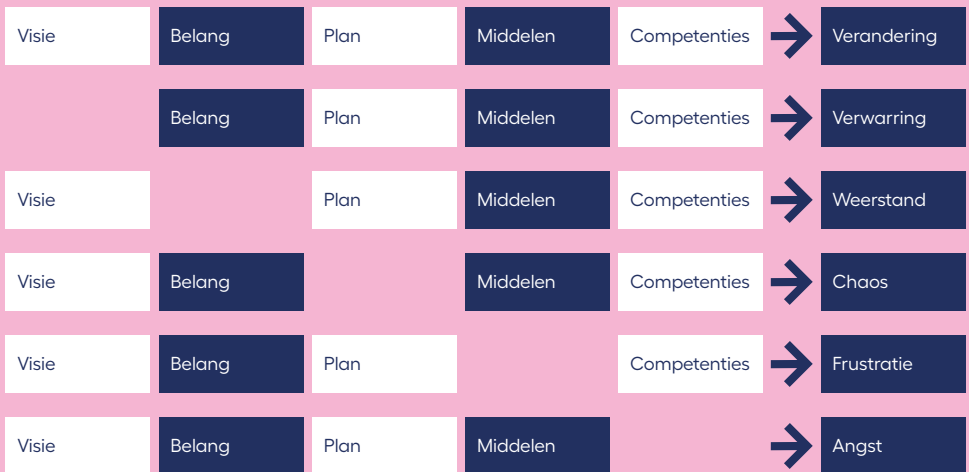 Visie Belang Plan Middelen Competenties Verandering
Belang Plan Middelen Competenties Verwarring
Visie Plan Middelen Competenties Weerstand
Visie Belang Middelen Competenties Chaos
Visie Belang Plan Competenties Frustratie
Visie Belang Plan Middelen Angst